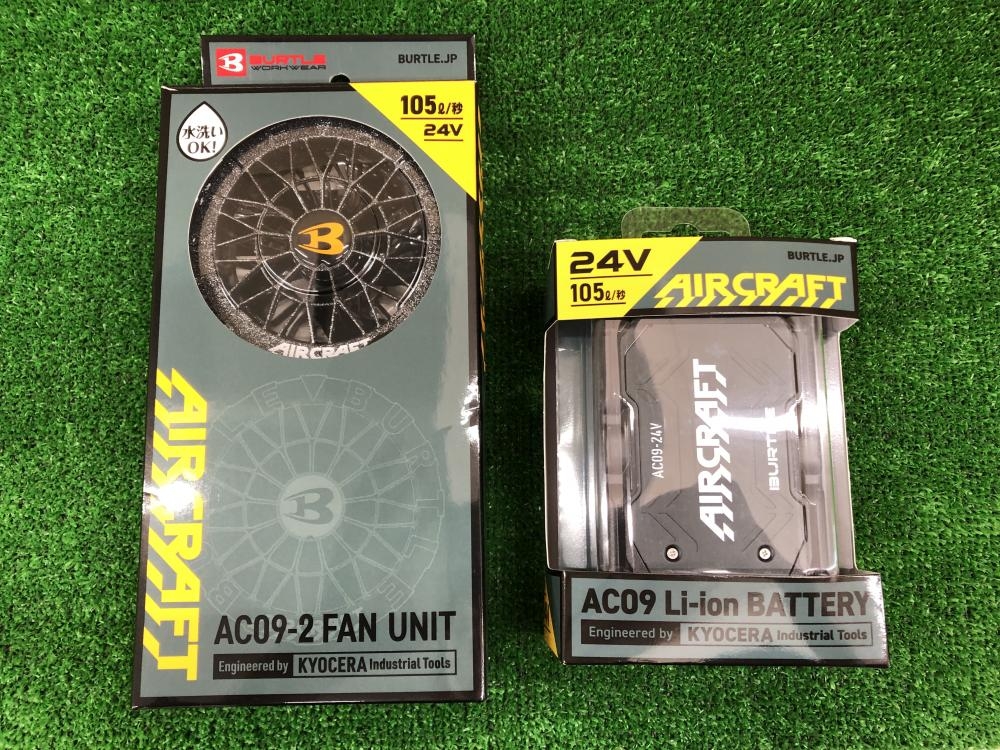 BURTLE
WORKWEAR
BURTLE.JP
105ℓ/秒
24V
水洗い
OK!
B
AIRCRAFT
AIRCRAFT
B
AC09-2 FAN UNIT
Engineered by KYOCERA Industrial Tools
24V
105ℓ/秒
BURTLE.JP
AIRCRAFT
AC09-24V
AIRCRAFT
BURTLE
AC09 Li-ion BATTERY
Engineered by KYOCERA Industrial Tools